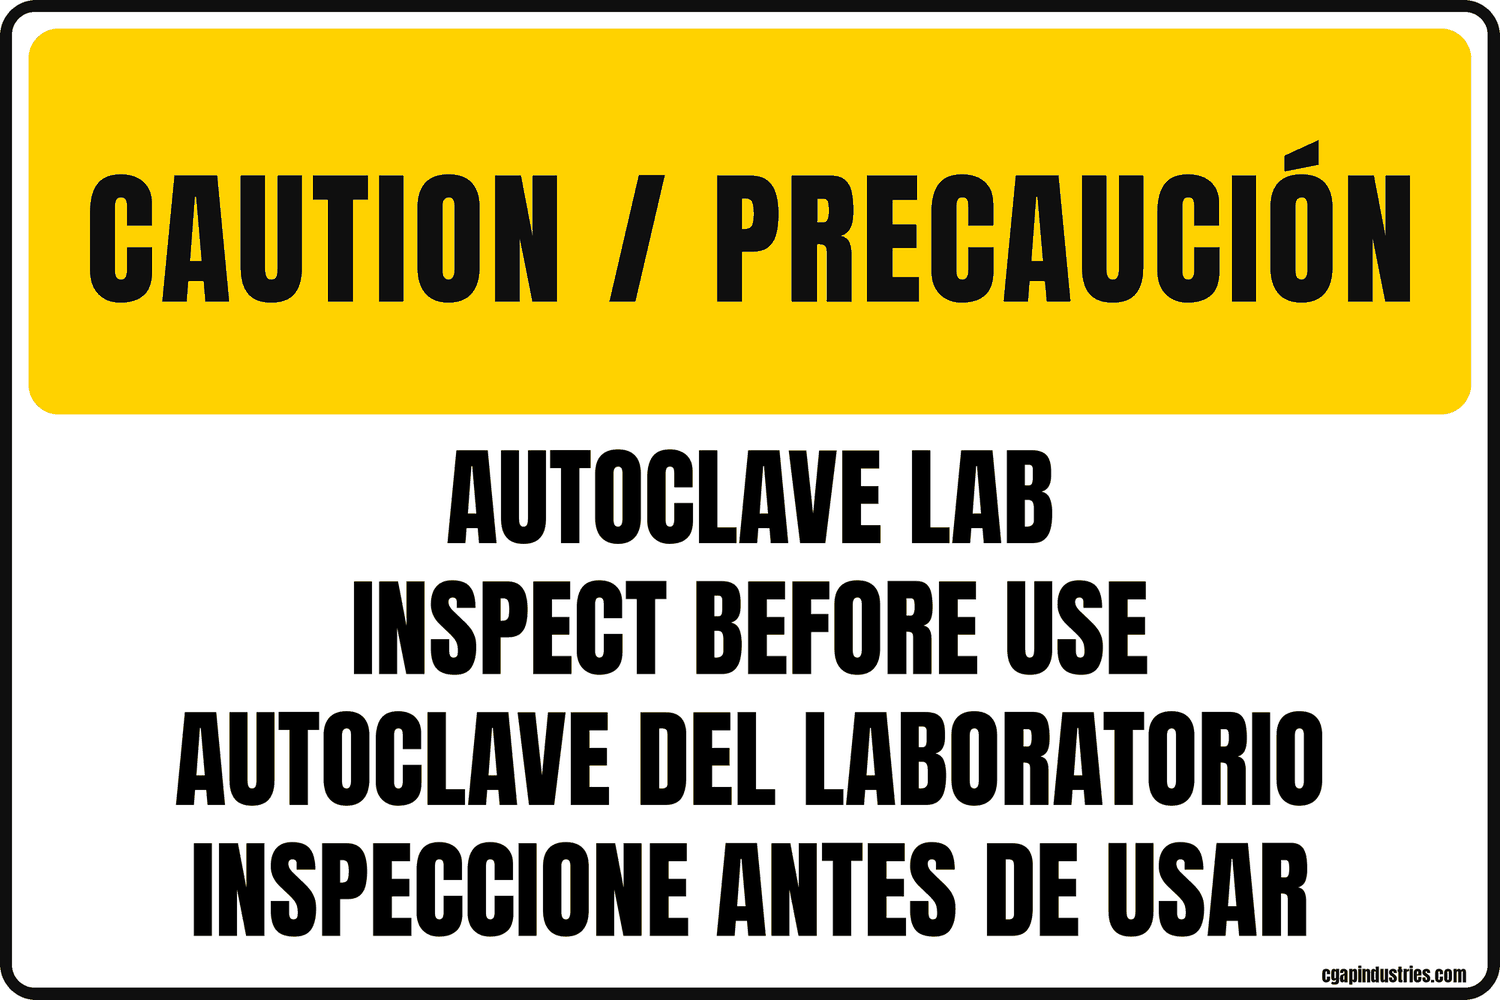 CAUTION / PRECAUCIÓN
AUTOCLAVE LAB
INSPECT BEFORE USE
AUTOCLAVE DEL LABORATORIO
INSPECCIONE ANTES DE USAR
cgapindustries.com